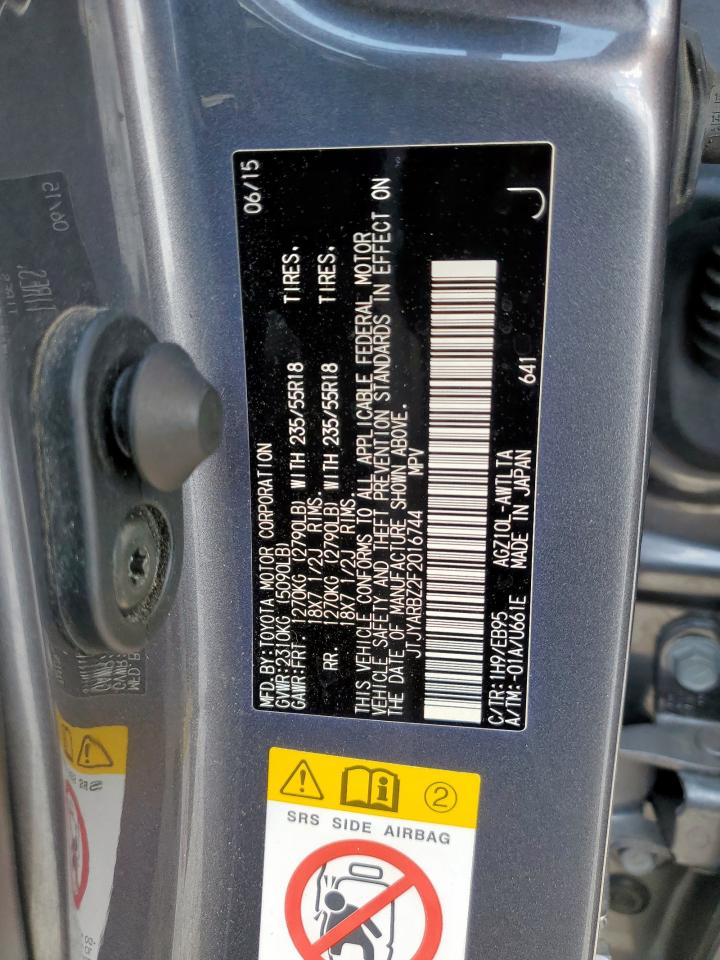 MFD.BY:TOYOTA MOTOR CORPORATION 06/15
GVWR:2310KG (5090LB)
GAWR:FRT. 1270KG (2790LB) WITH 235/55R18 TIRES.
18X7 1/2J RIMS.
RR. 1270KG (2790LB) WITH 235/55R18 TIRES.
18X7 1/2J RIMS.
THIS VEHICLE CONFORMS TO ALL APPLICABLE FEDERAL MOTOR
VEHICLE SAFETY AND THEFT PREVENTION STANDARDS IN EFFECT ON
THE DATE OF MANUFACTURE SHOWN ABOVE.
JTJYARBZ2F2016744 MPV
C/TR:1H9/EB95 AGZ10L-AWTLTA 641
A/TM:-01A/U661E MADE IN JAPAN J
2
SRS SIDE AIRBAG